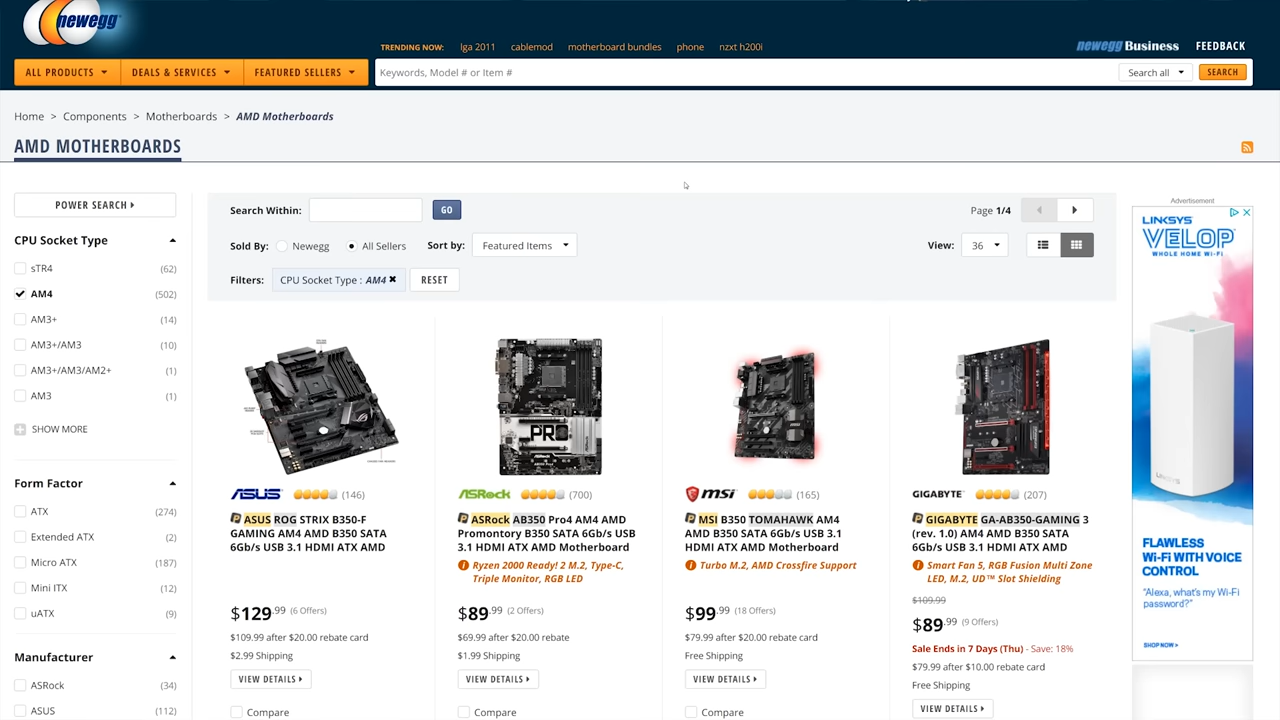 newegg
TRENDING NOW: lga 2011 cablemod motherboard bundles phone nzxt h200i
newegg Business FEEDBACK
ALL PRODUCTS DEALS & SERVICES FEATURED SELLERS Keywords, Model # or Item # Search all SEARCH
Home > Components > Motherboards > AMD Motherboards
AMD MOTHERBOARDS
POWER SEARCH
CPU Socket Type
sTR4 (62)
AM4 (502)
AM3+ (14)
AM3+/AM3 (10)
AM3+/AM3/AM2+ (1)
AM3 (1)
SHOW MORE
Form Factor
ATX (274)
Extended ATX (2)
Micro ATX (187)
Mini ITX (12)
uATX (9)
Manufacturer
ASRock (34)
ASUS (112)
Search Within: GO Page 1/4
Sold By: Newegg All Sellers Sort by: Featured Items View: 36
Filters: CPU Socket Type : AM4 RESET
ASUS (146)
ASUS ROG STRIX B350-F
GAMING AM4 AMD B350 SATA
6Gb/s USB 3.1 HDMI ATX AMD
$129.99 (6 Offers)
$109.99 after $20.00 rebate card
$2.99 Shipping
VIEW DETAILS
Compare
PRO
ASRock (700)
ASRock AB350 Pro4 AM4 AMD
Promontory B350 SATA 6Gb/s USB
3.1 HDMI ATX AMD Motherboard
Ryzen 2000 Ready! 2 M.2, Type-C,
Triple Monitor, RGB LED
$89.99 (2 Offers)
$69.99 after $20.00 rebate
$1.99 Shipping
VIEW DETAILS
Compare
msi (165)
MSI B350 TOMAHAWK AM4
AMD B350 SATA 6Gb/s USB 3.1
HDMI ATX AMD Motherboard
Turbo M.2, AMD Crossfire Support
$99.99 (18 Offers)
$79.99 after $20.00 rebate card
Free Shipping
VIEW DETAILS
Compare
GIGABYTE (207)
GIGABYTE GA-AB350-GAMING 3
(rev. 1.0) AM4 AMD B350 SATA
6Gb/s USB 3.1 HDMI ATX AMD
Smart Fan 5, RGB Fusion Multi Zone
LED, M.2, UD™ Slot Shielding
$109.99
$89.99 (9 Offers)
Sale Ends in 7 Days (Thu) - Save: 18%
$79.99 after $10.00 rebate card
Free Shipping
VIEW DETAILS
Advertisement
LINKSYS
VELOP
WHOLE HOME Wi-Fi
LINKSYS
FLAWLESS
Wi-Fi WITH VOICE
CONTROL
"Alexa, what's my Wi-Fi
password?"
SHOP NOW >